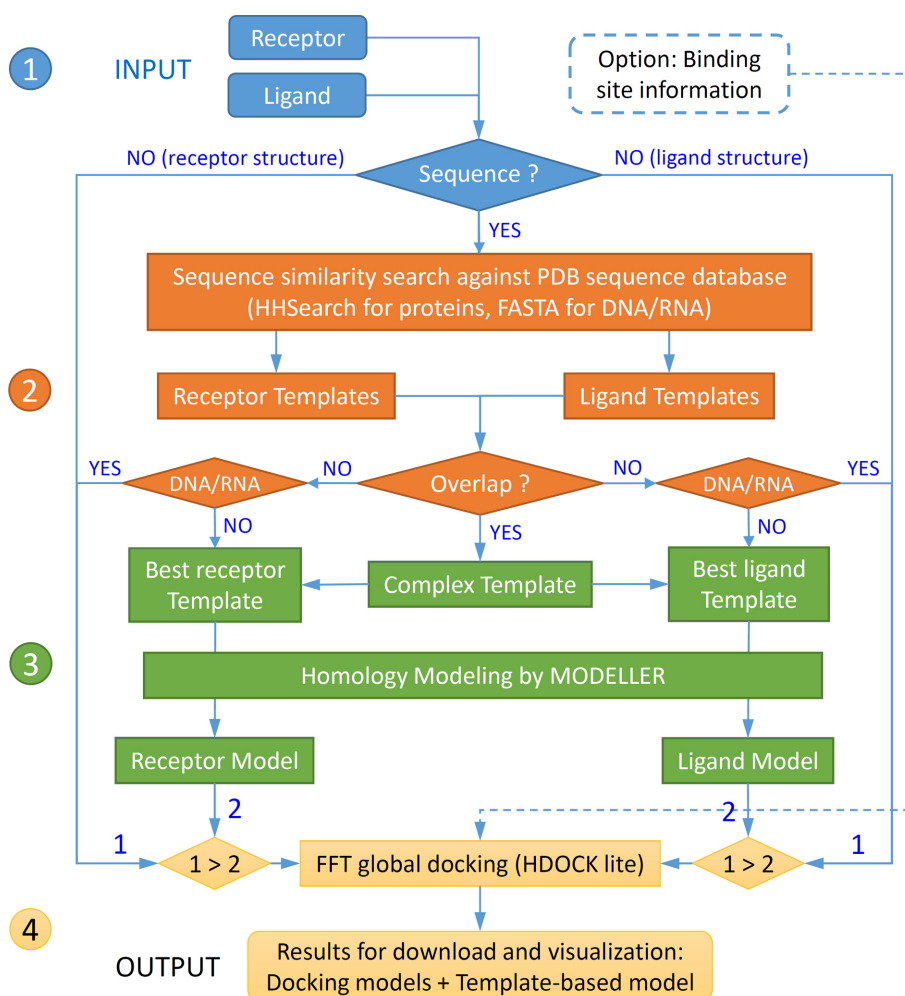 1
INPUT
Receptor
Ligand
Option: Binding
site information
NO (receptor structure)
NO (ligand structure)
Sequence ?
YES
Sequence similarity search against PDB sequence database
(HHSearch for proteins, FASTA for DNA/RNA)
2
Receptor Templates
Ligand Templates
YES
DNA/RNA
NO
Overlap ?
NO
DNA/RNA
YES
NO
YES
NO
Best receptor
Template
Complex Template
Best ligand
Template
3
Homology Modeling by MODELLER
Receptor Model
Ligand Model
2
2
1
1 > 2
FFT global docking (HDOCK lite)
1 > 2
1
4
OUTPUT
Results for download and visualization:
Docking models + Template-based model